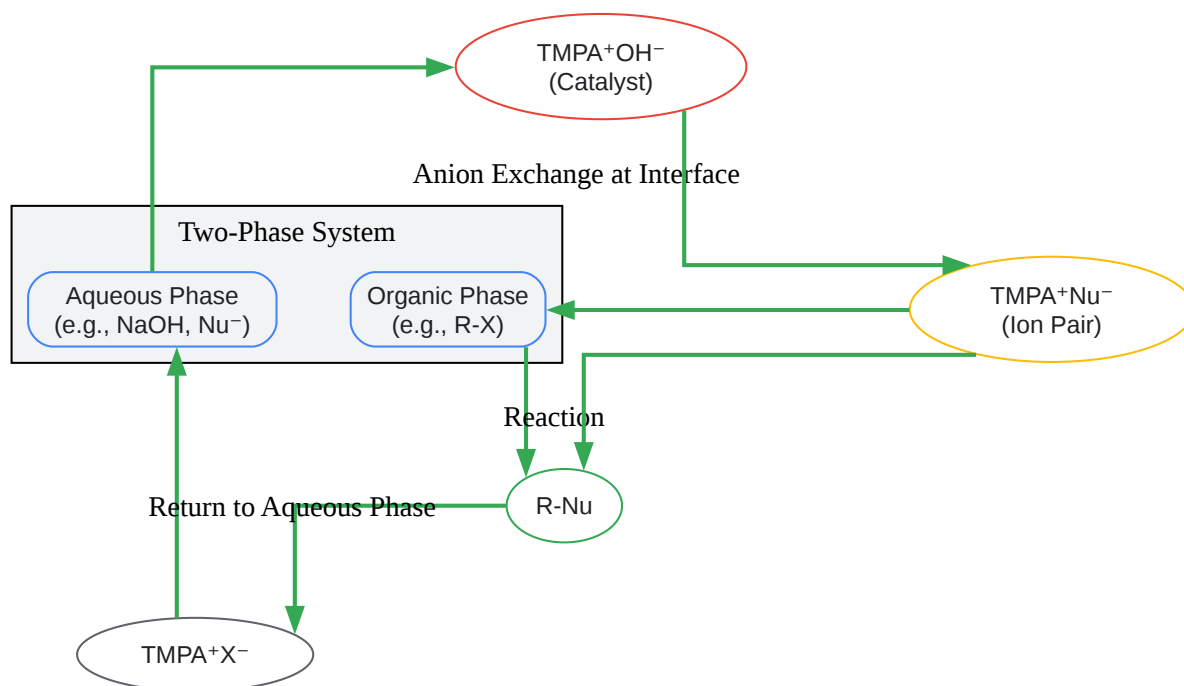 TMPA⁺OH⁻
(Catalyst)
Anion Exchange at Interface
Two-Phase System
Aqueous Phase
(e.g., NaOH, Nu⁻)
Organic Phase
(e.g., R-X)
TMPA⁺Nu⁻
(Ion Pair)
Reaction
Return to Aqueous Phase
R-Nu
TMPA⁺X⁻